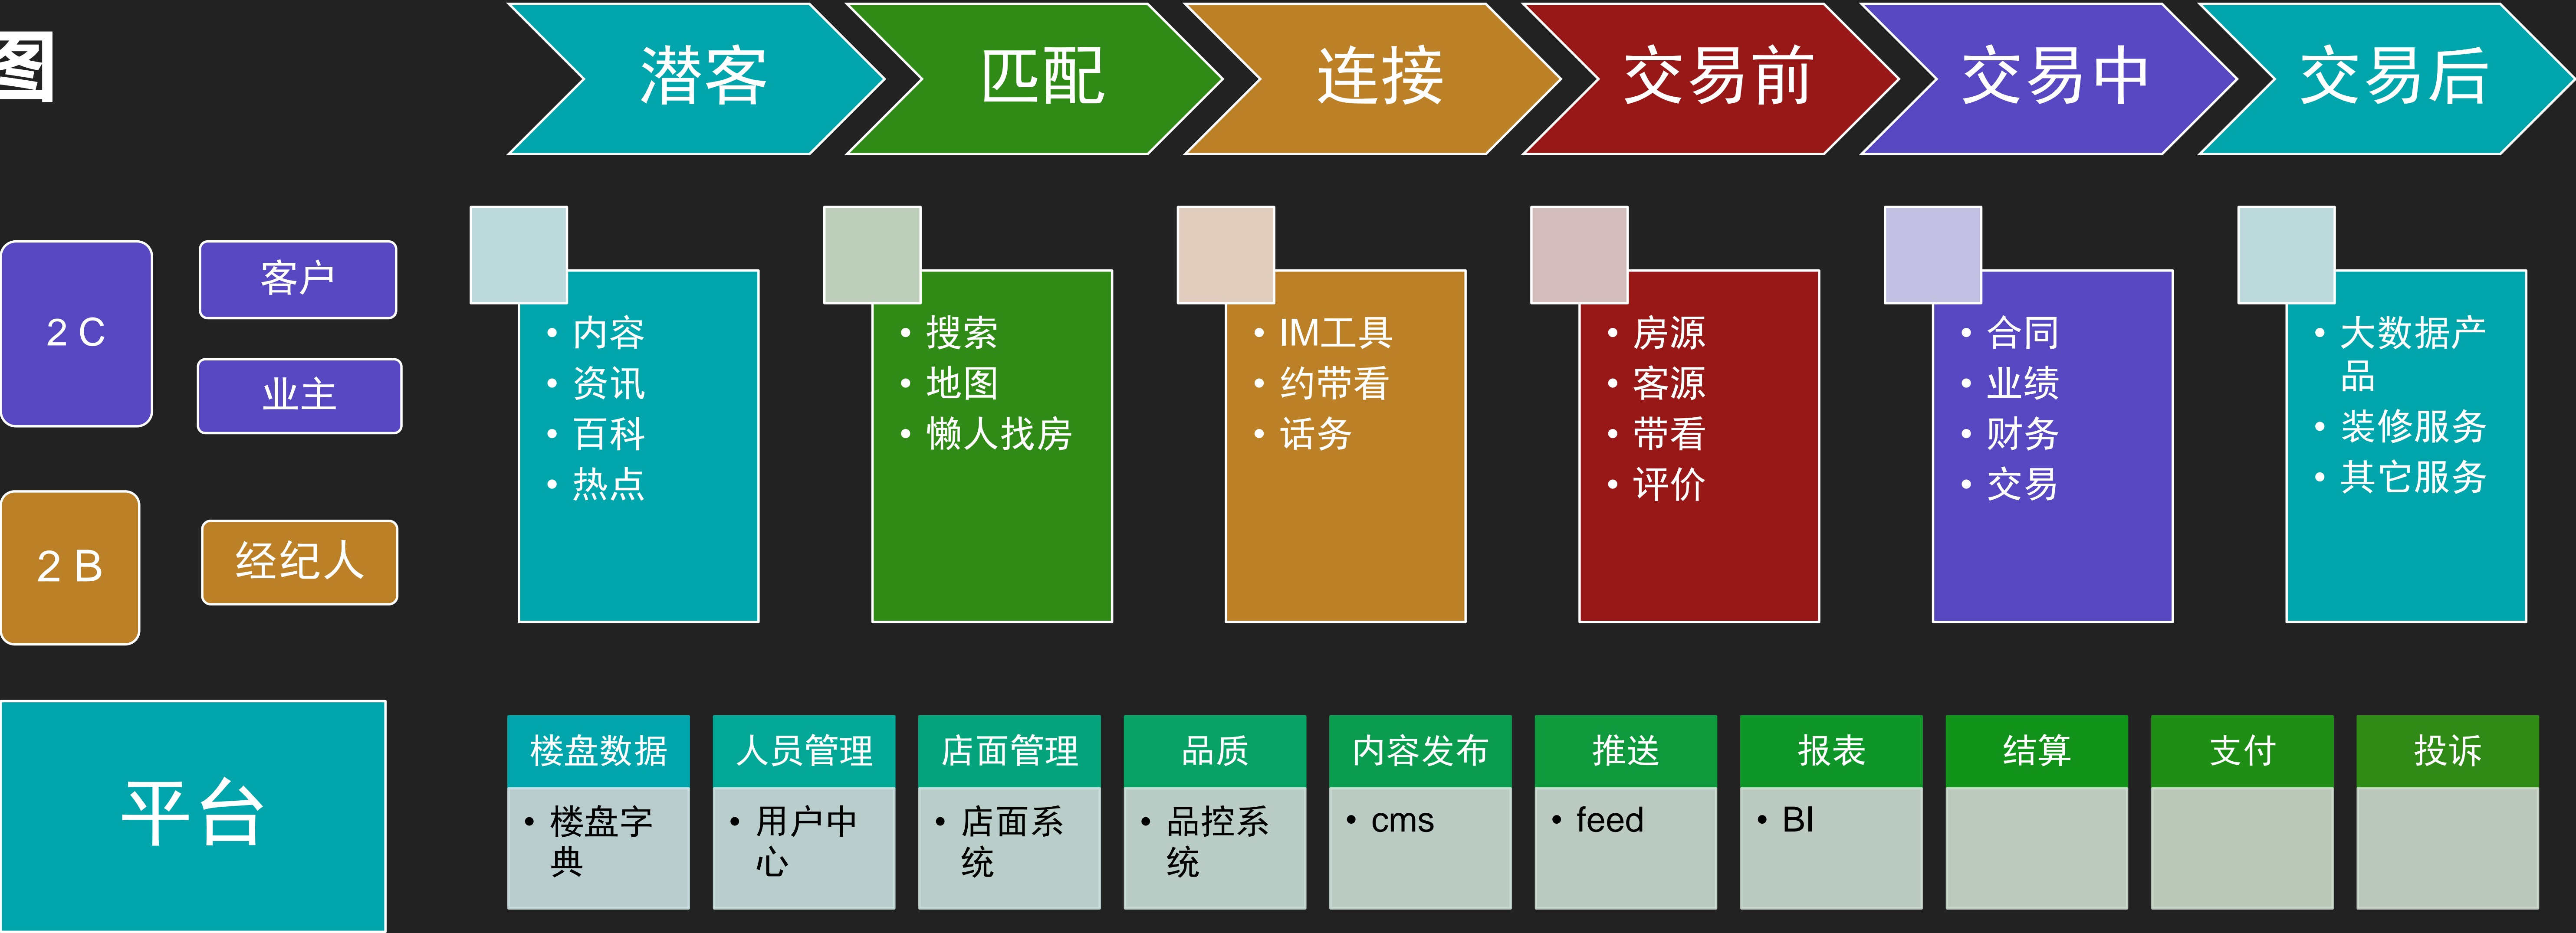 图
潜客
匹配
连接
交易前
交易中
交易后
2 C
客户
业主
2 B
经纪人
• 内容
• 资讯
• 百科
• 热点
• 搜索
• 地图
• 懒人找房
• IM工具
• 约带看
• 话务
• 房源
• 客源
• 带看
• 评价
• 合同
• 业绩
• 财务
• 交易
• 大数据产
品
• 装修服务
• 其它服务
平台
楼盘数据
• 楼盘字
典
人员管理
• 用户中
心
店面管理
• 店面系
统
品质
• 品控系
统
内容发布
• cms
推送
• feed
报表
• BI
结算
支付
投诉